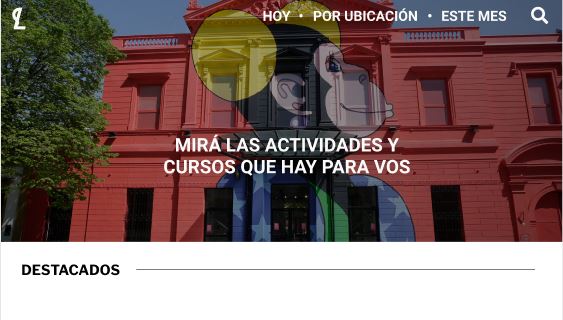 L
HOY • POR UBICACIÓN • ESTE MES
MIRÁ LAS ACTIVIDADES Y
CURSOS QUE HAY PARA VOS
DESTACADOS